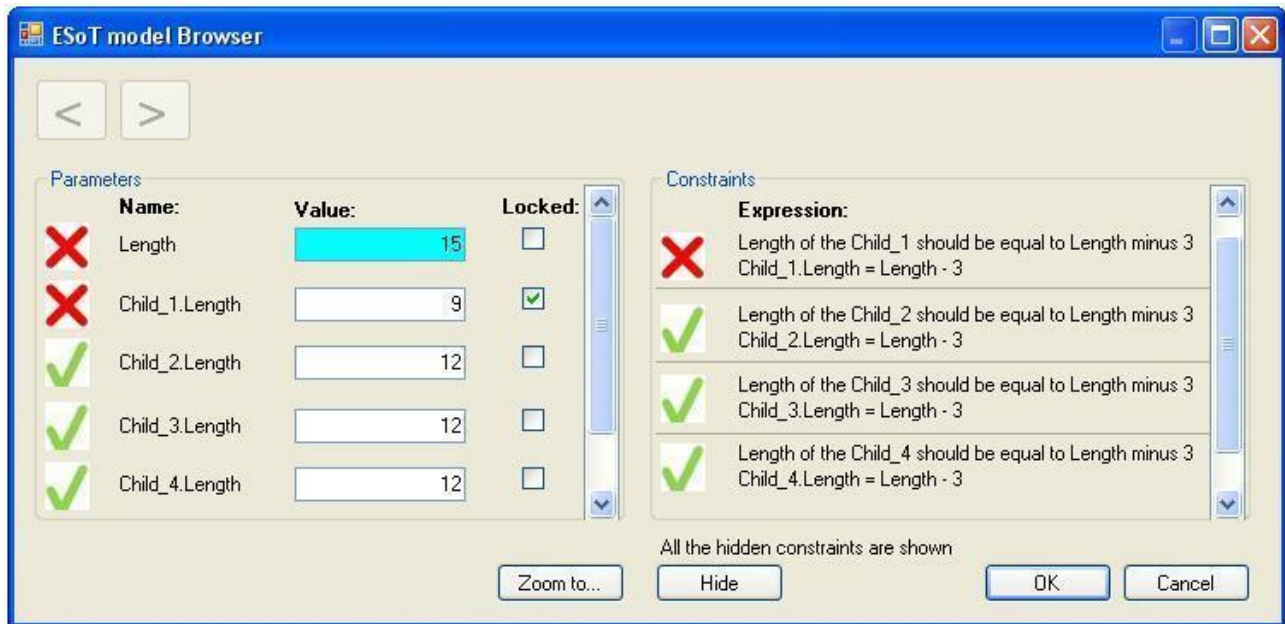 ESoT model Browser
< >
Parameters
Name: Value: Locked:
Length 15
Child_1.Length 9
Child_2.Length 12
Child_3.Length 12
Child_4.Length 12
Constraints
Expression:
Length of the Child_1 should be equal to Length minus 3
Child_1.Length = Length - 3
Length of the Child_2 should be equal to Length minus 3
Child_2.Length = Length - 3
Length of the Child_3 should be equal to Length minus 3
Child_3.Length = Length - 3
Length of the Child_4 should be equal to Length minus 3
Child_4.Length = Length - 3
All the hidden constraints are shown
Zoom to... Hide OK Cancel